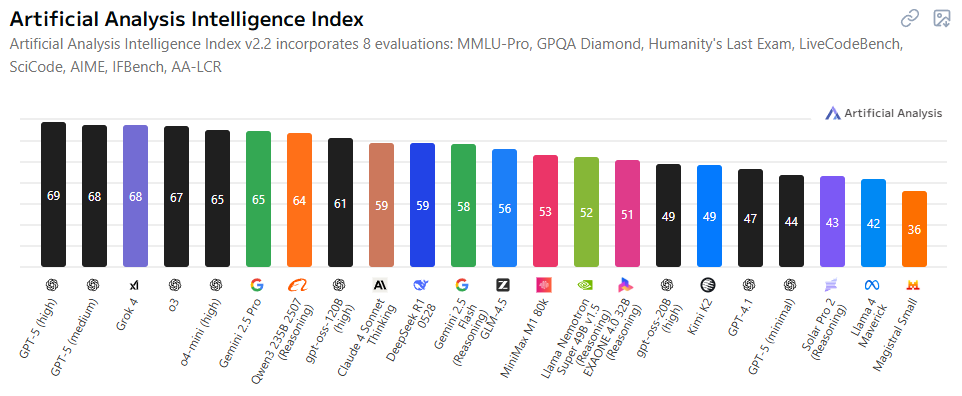 Artificial Analysis Intelligence Index
Artificial Analysis Intelligence Index v2.2 incorporates 8 evaluations: MMLU-Pro, GPQA Diamond, Humanity's Last Exam, LiveCodeBench,
SciCode, AIME, IFBench, AA-LCR
Artificial Analysis
69
68
68
67
65
65
64
61
59
59
58
56
53
52
51
49
49
47
44
43
42
36
GPT-5 (high)
GPT-5 (medium)
Grok 4
o3
o4-mini (high)
Gemini 2.5 Pro
Qwen3 235B 2507
(Reasoning)
gpt-oss-120B
(high)
Claude 4 Sonnet
Thinking
DeepSeek R1
0528
Gemini 2.5
Flash
(Reasoning)
GLM-4.5
MiniMax M1 80k
Llama Nemotron
Super 49B v1.5
(Reasoning)
EXAONE 4.0 32B
(Reasoning)
gpt-oss-20B
(high)
Kimi K2
GPT-4.1
GPT-5 (minimal)
Solar Pro 2
(Reasoning)
Llama 4
Maverick
Magistral Small